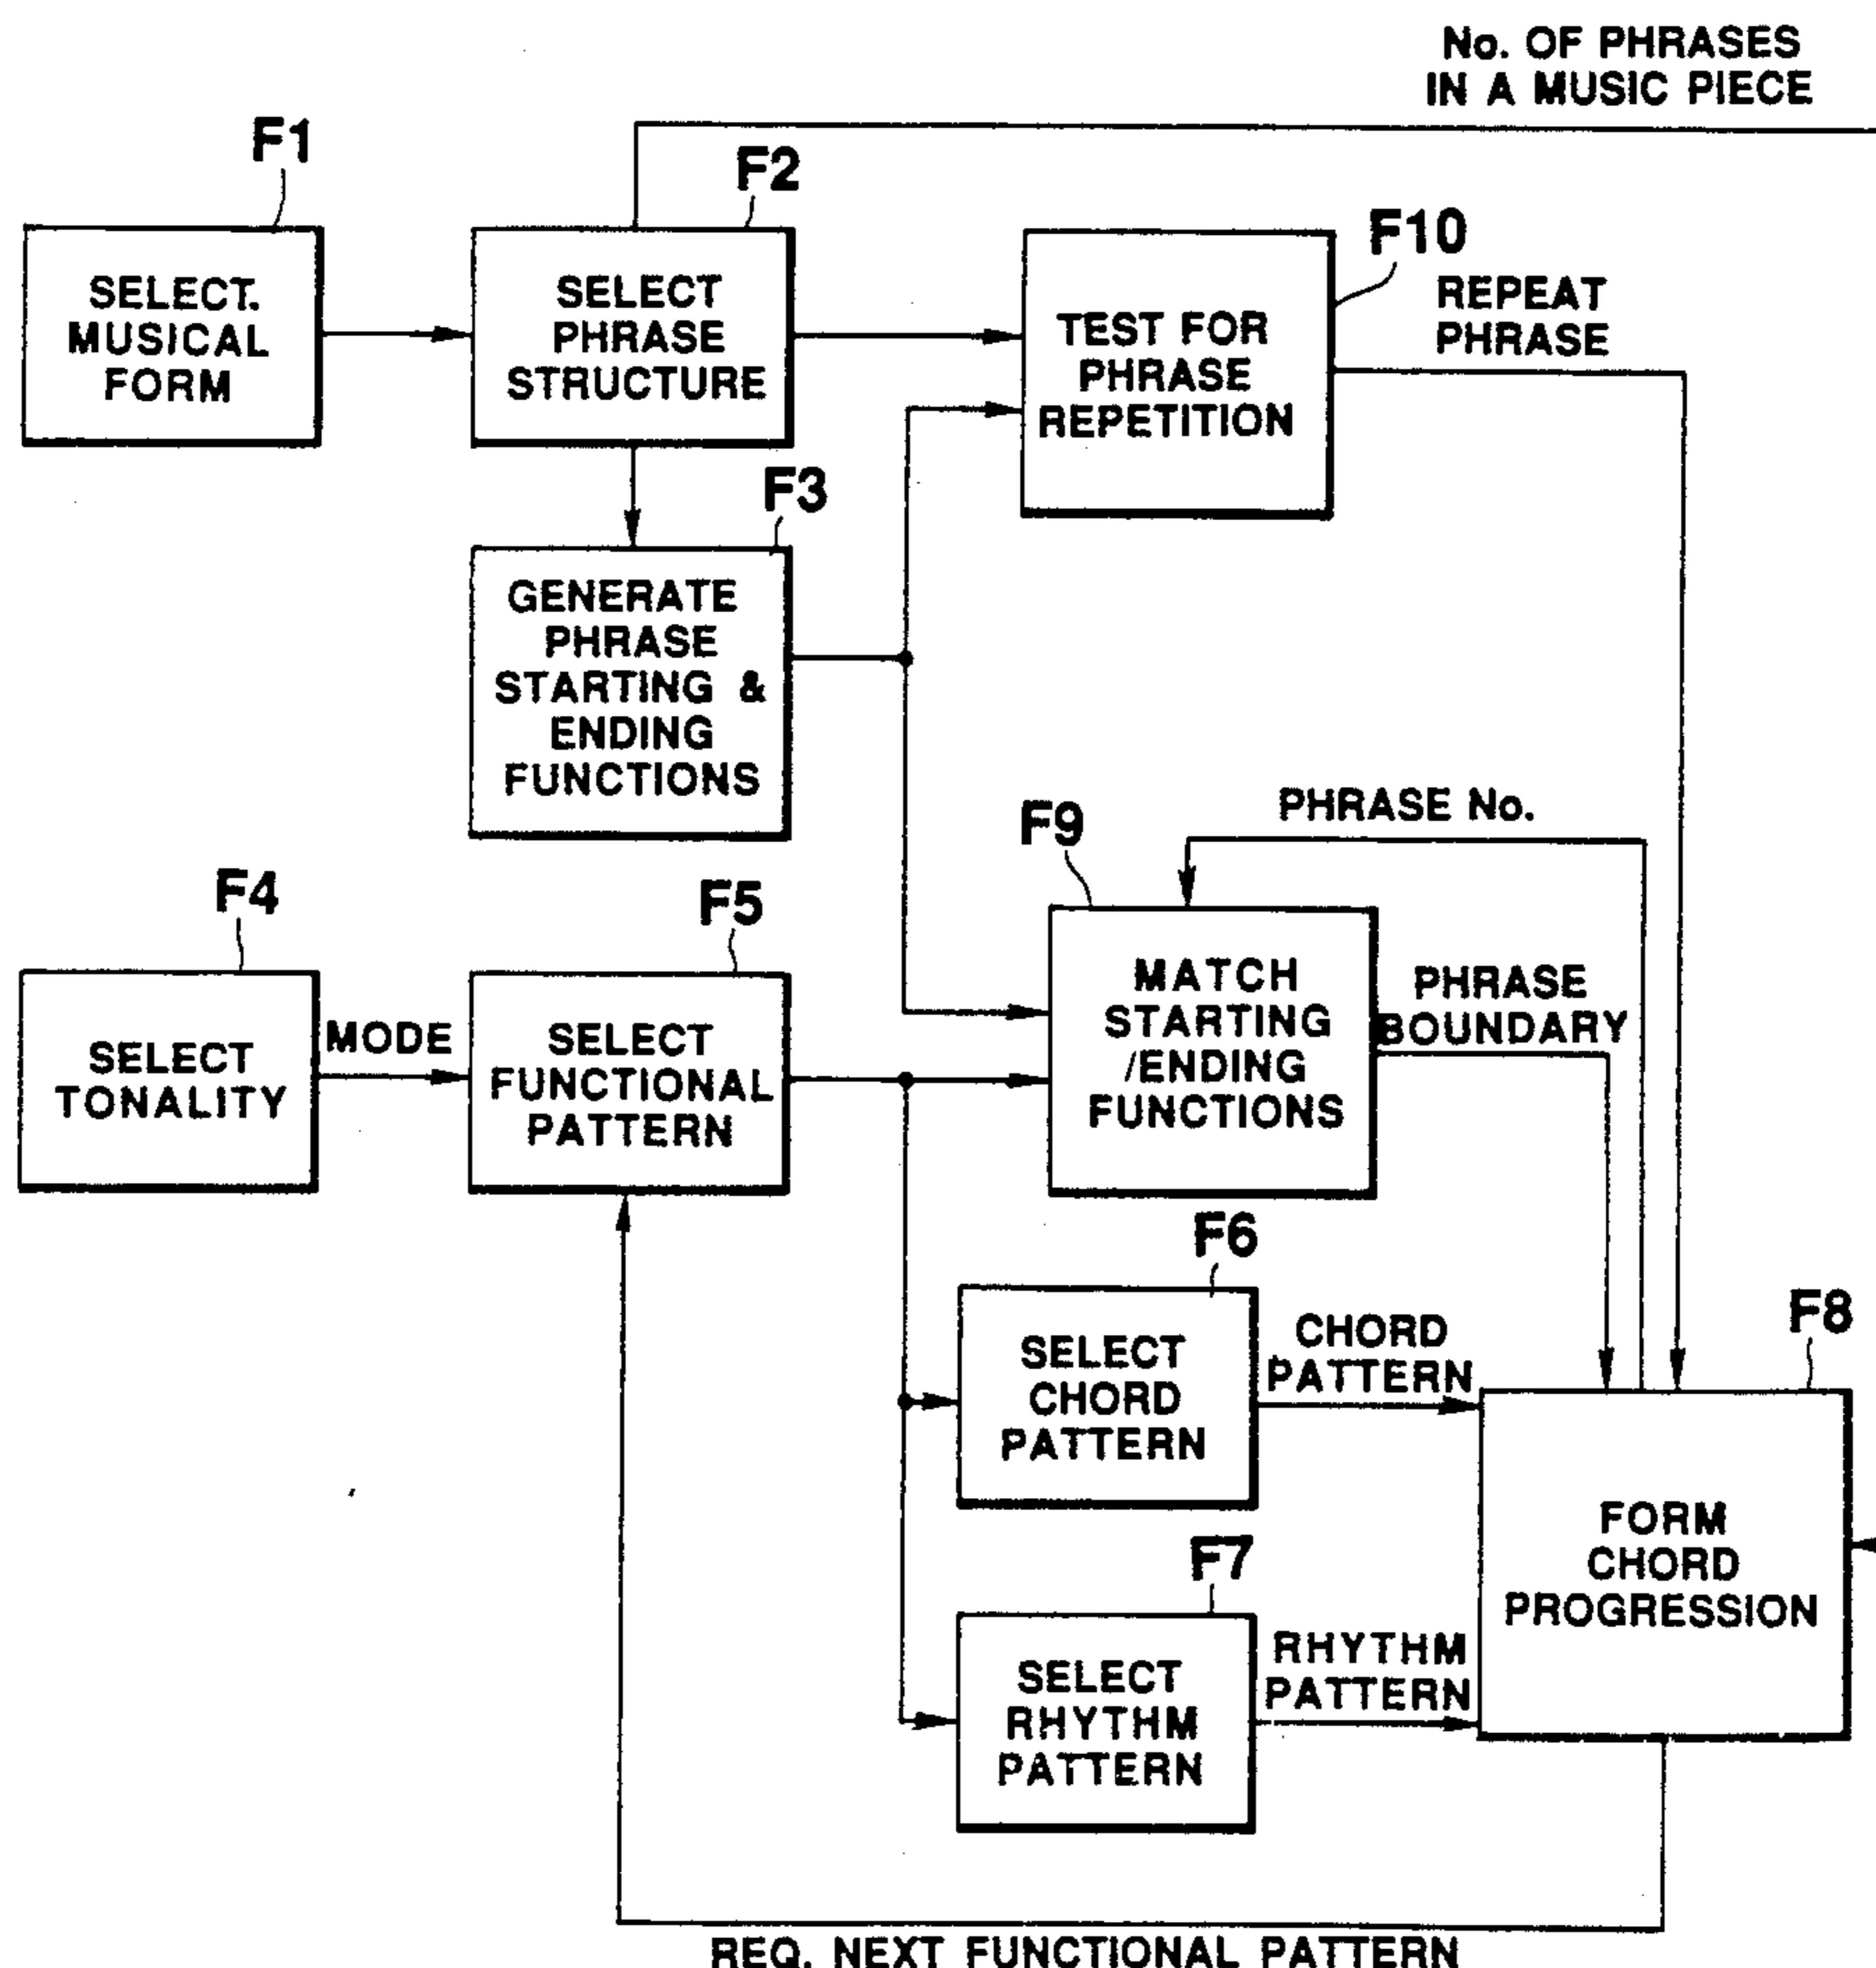 No. OF PHRASES
IN A MUSIC PIECE
F1
F2
F10
SELECT.
MUSICAL
FORM
SELECT
PHRASE
STRUCTURE
TEST FOR
PHRASE
REPETITION
REPEAT
PHRASE
F3
GENERATE
PHRASE
STARTING &
ENDING
FUNCTIONS
PHRASE No.
F9
F4
F5
SELECT
TONALITY
MODE
SELECT
FUNCTIONAL
PATTERN
MATCH
STARTING
/ENDING
FUNCTIONS
PHRASE
BOUNDARY
F6
SELECT
CHORD
PATTERN
CHORD
PATTERN
F8
FORM
CHORD
PROGRESSION
F7
SELECT
RHYTHM
PATTERN
RHYTHM
PATTERN
REQ. NEXT FUNCTIONAL PATTERN